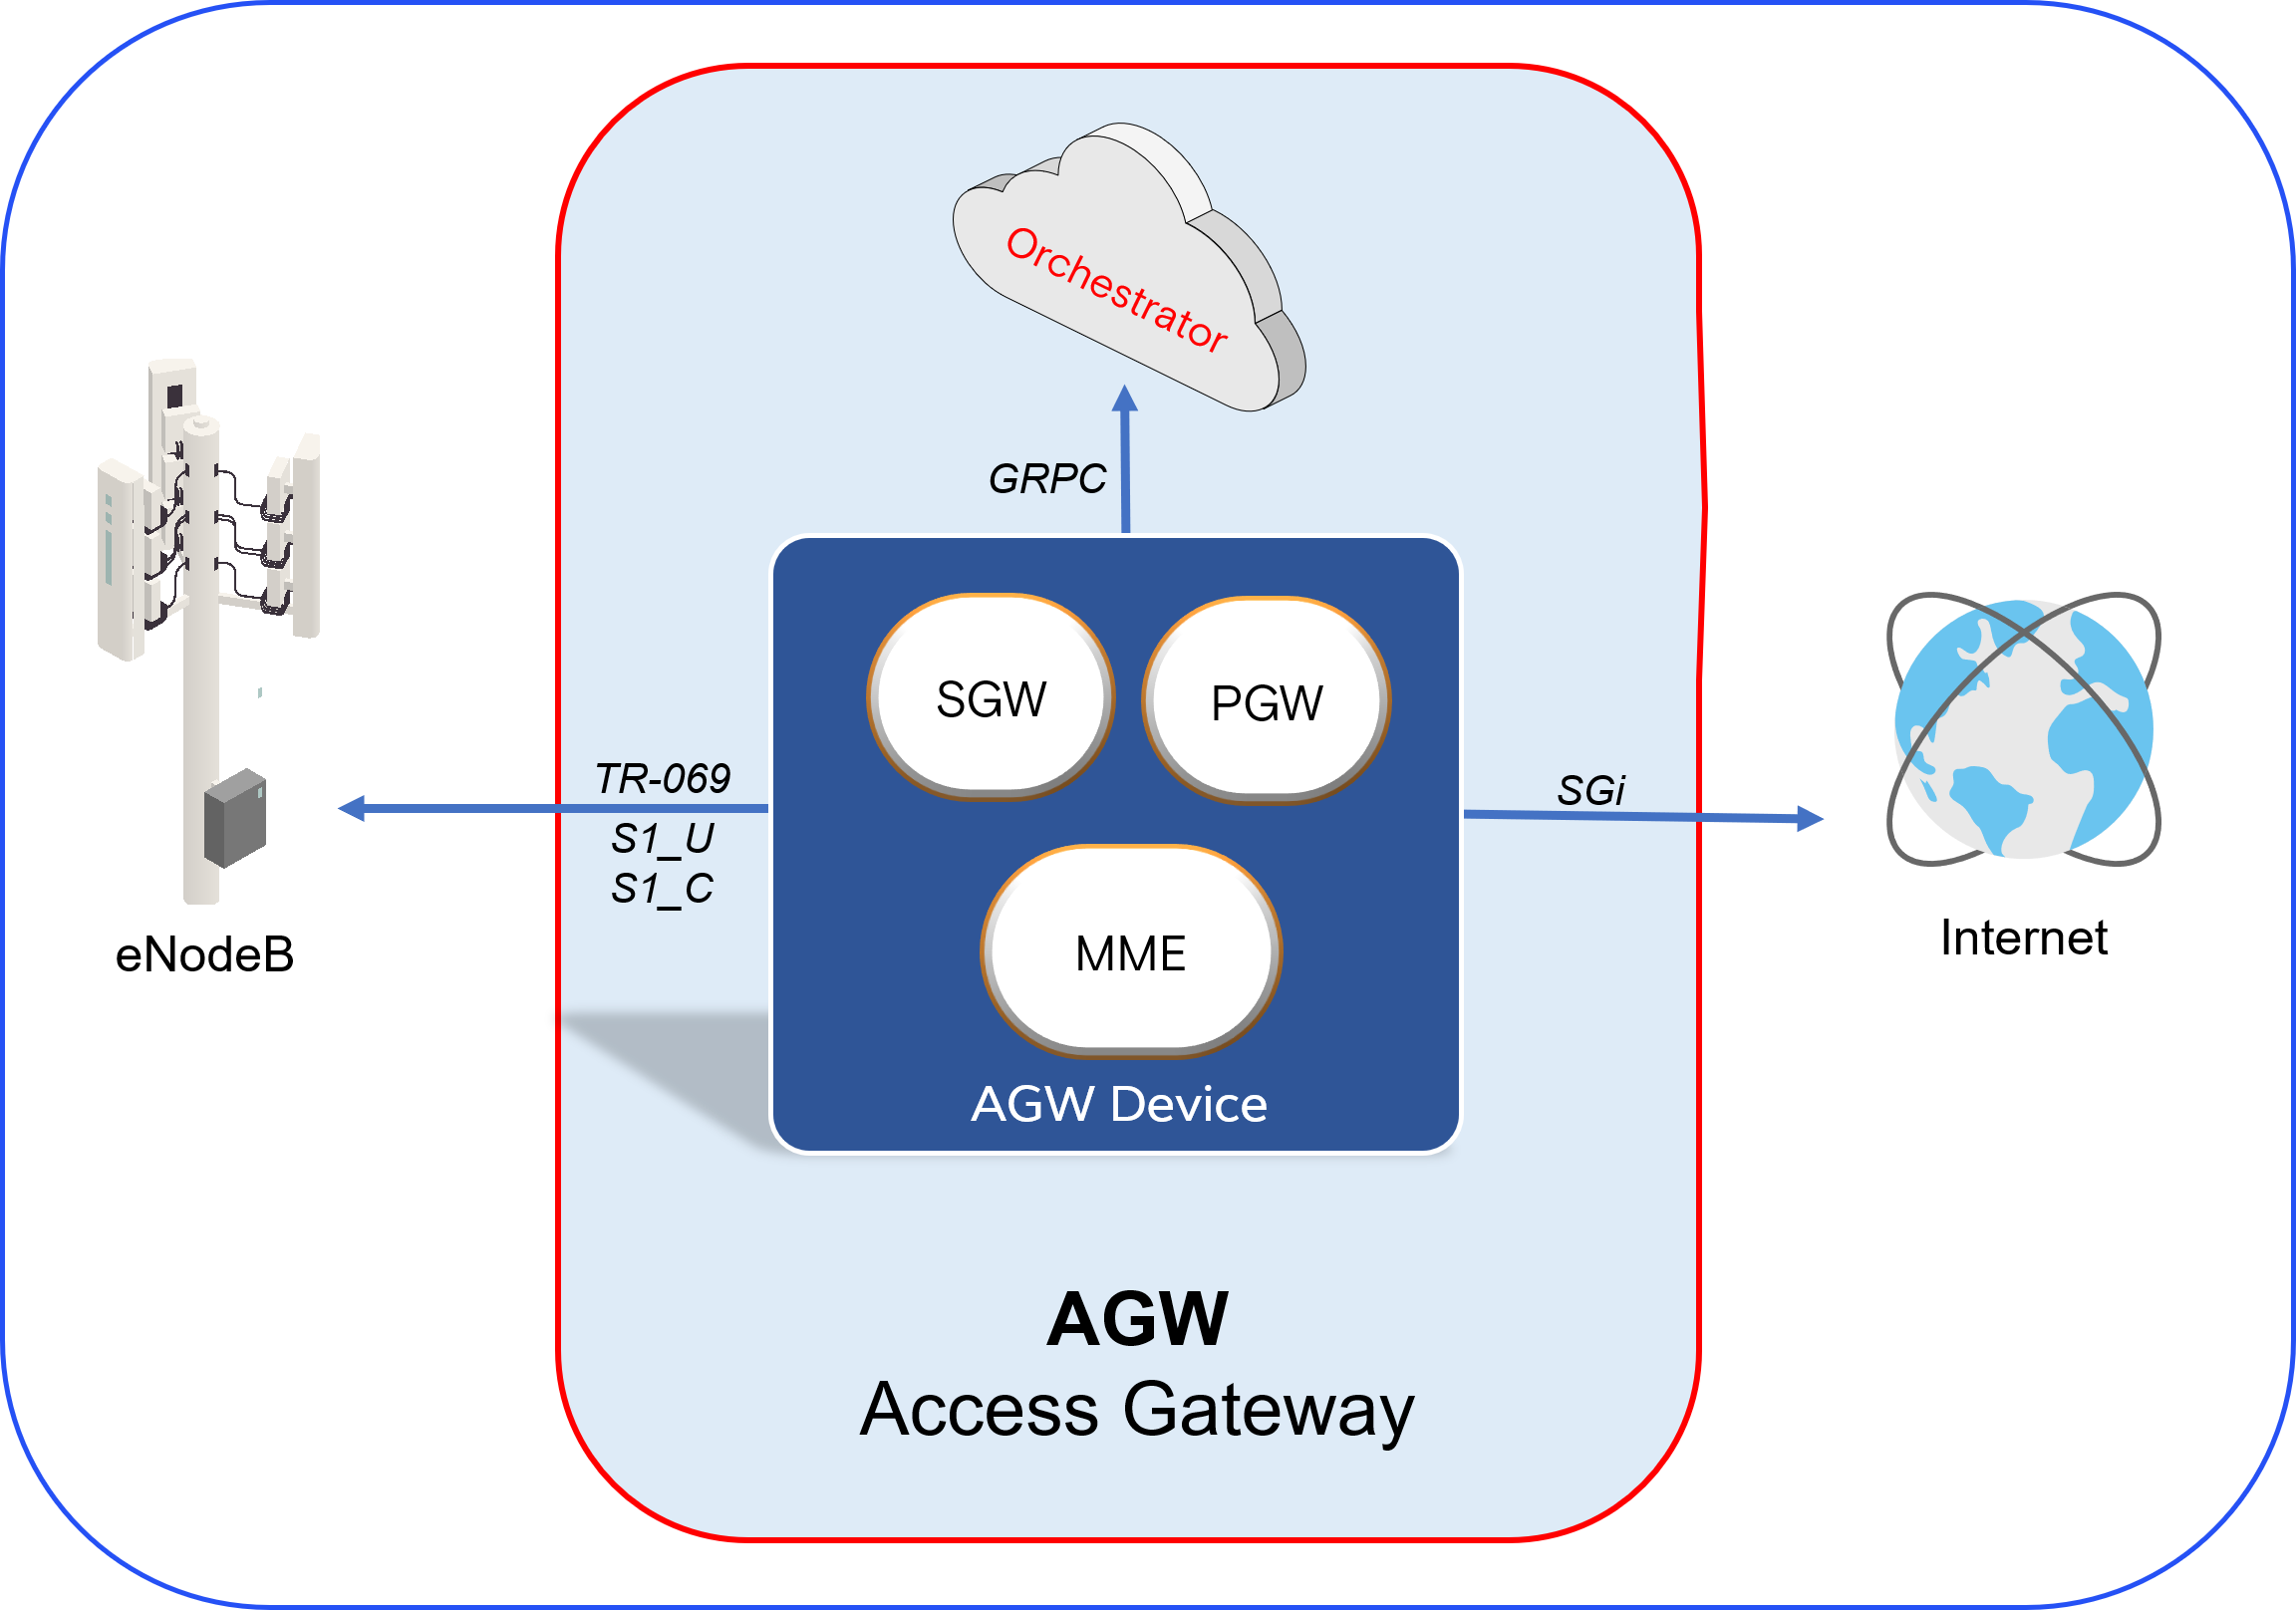 Orchestrator
GRPC
SGW
PGW
TR-069
S1_U
S1_C
SGi
MME
eNodeB
Internet
AGW Device
AGW
Access Gateway